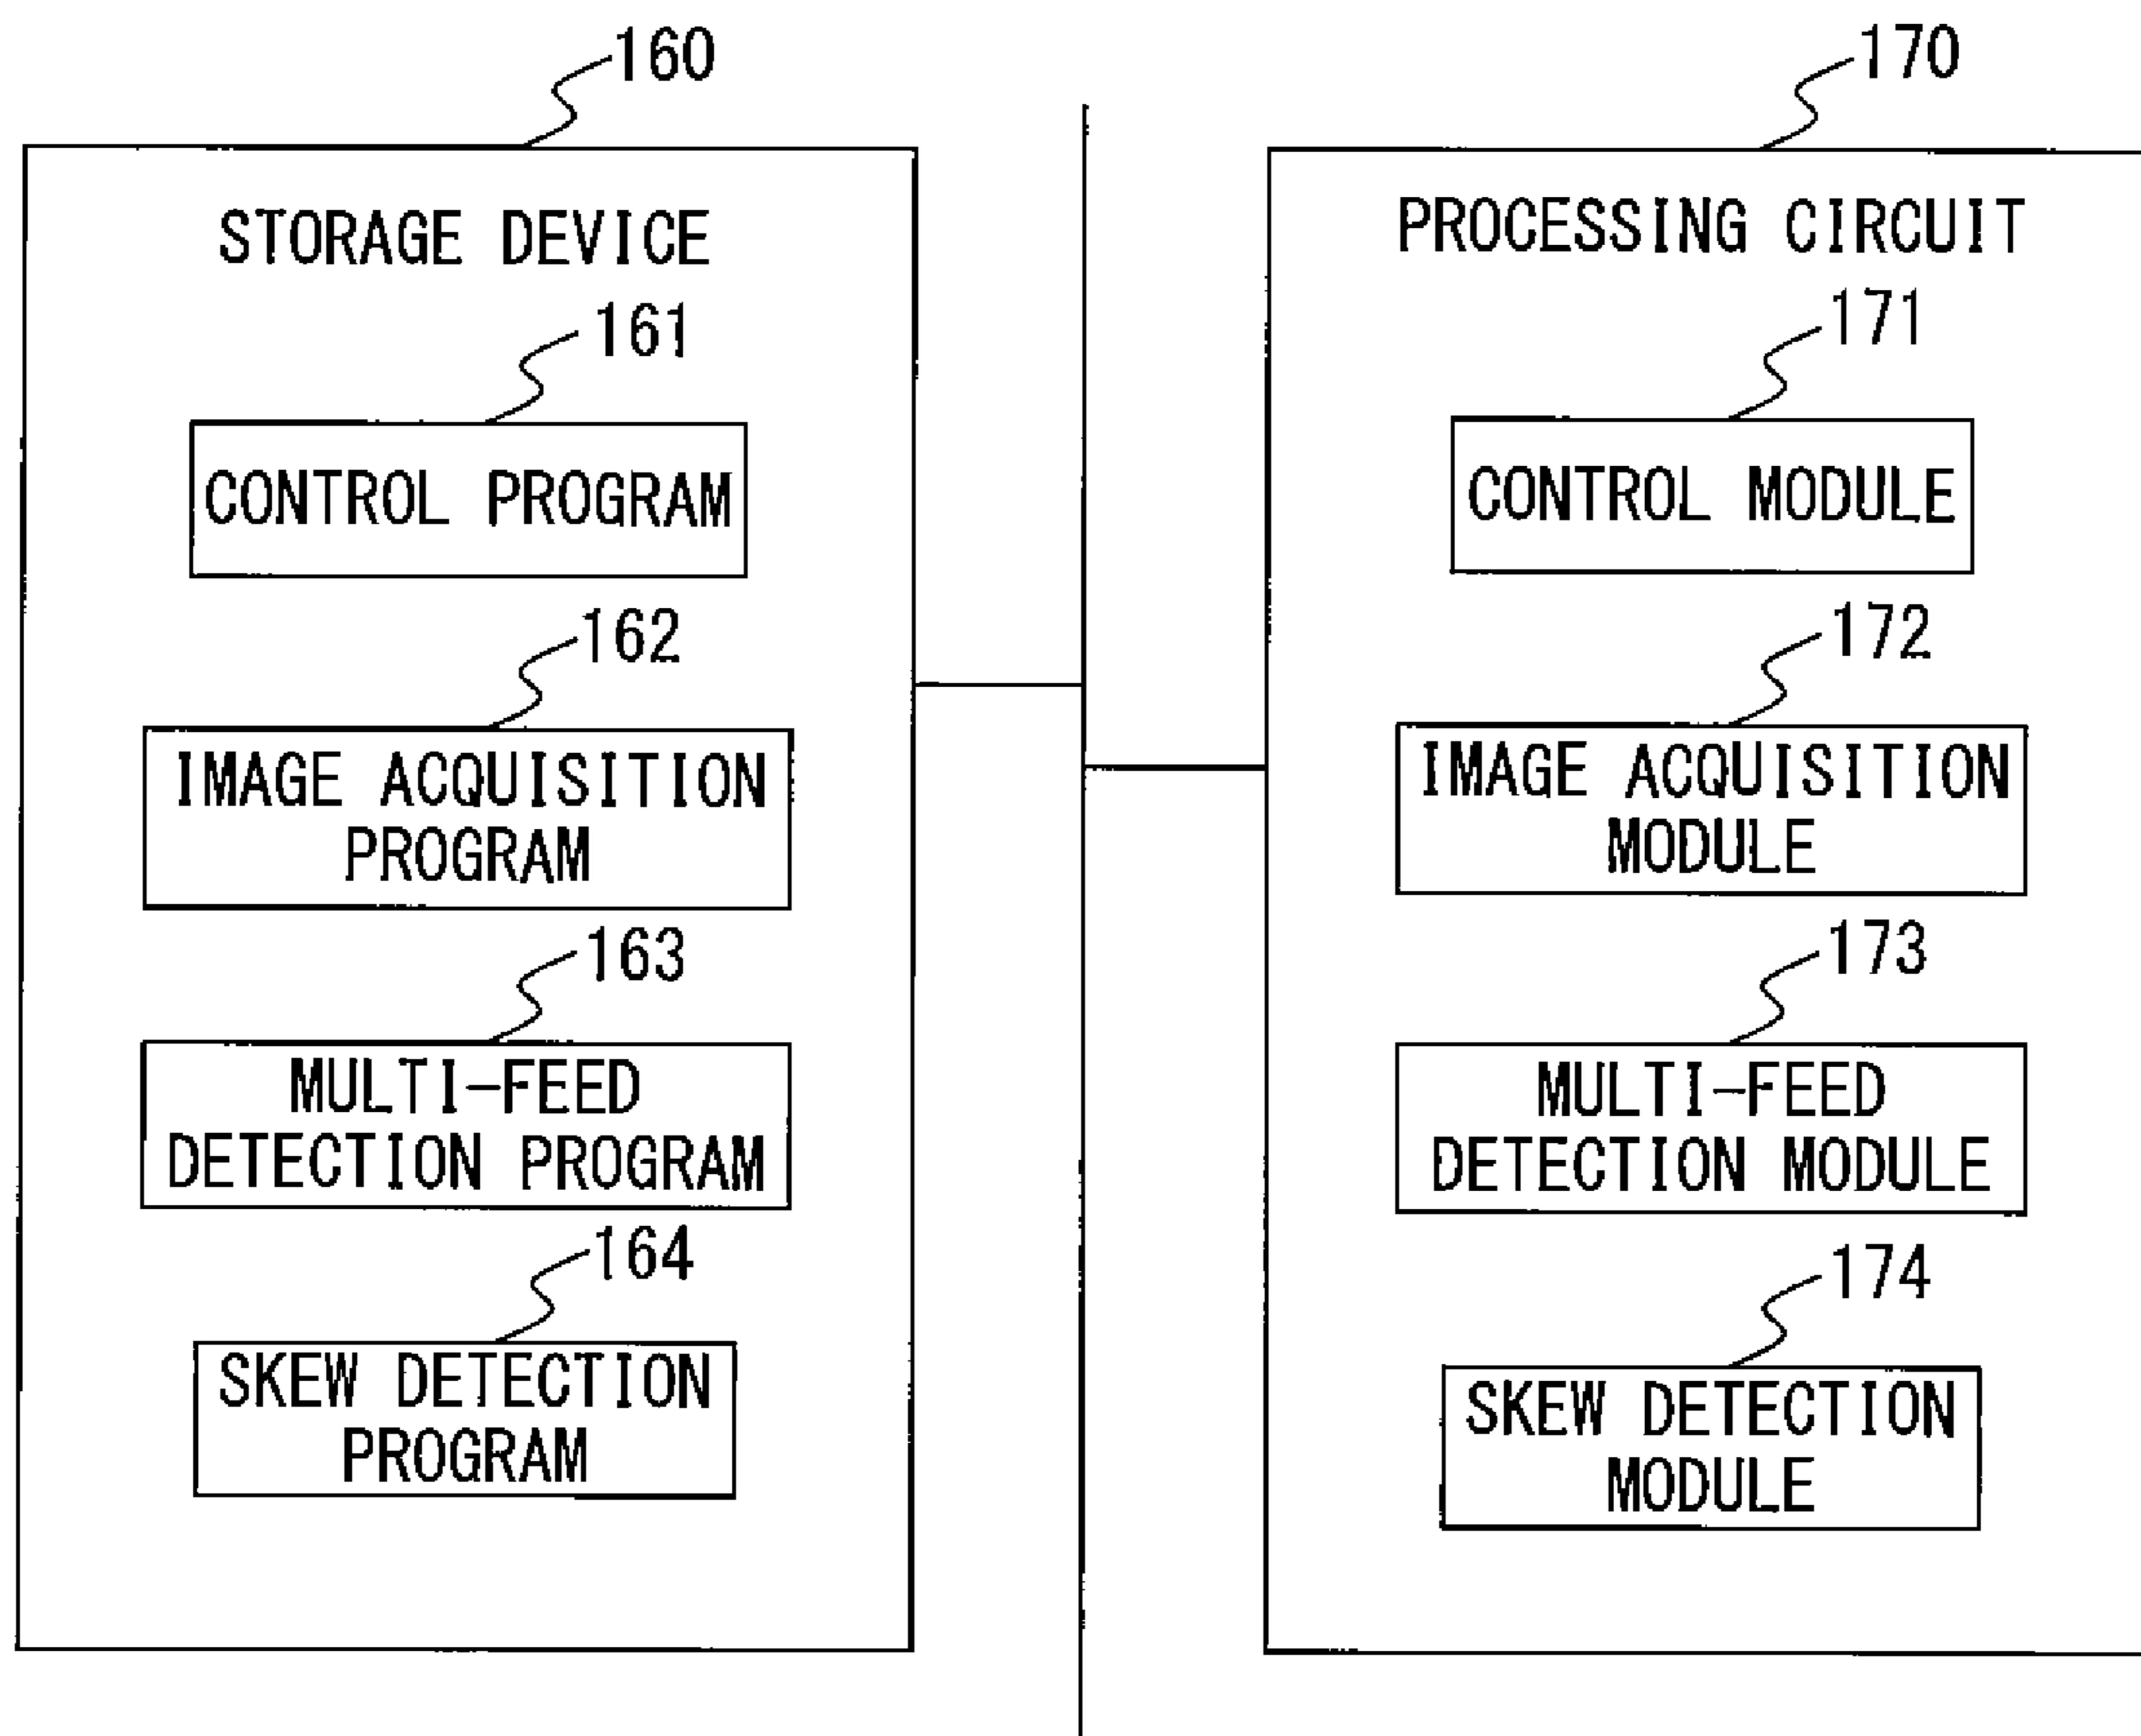 160
STORAGE DEVICE
161
CONTROL PROGRAM
162
IMAGE ACQUISITION
PROGRAM
163
MULTI-FEED
DETECTION PROGRAM
164
SKEW DETECTION
PROGRAM
170
PROCESSING CIRCUIT
171
CONTROL MODULE
172
IMAGE ACQUISITION
MODULE
173
MULTI-FEED
DETECTION MODULE
174
SKEW DETECTION
MODULE